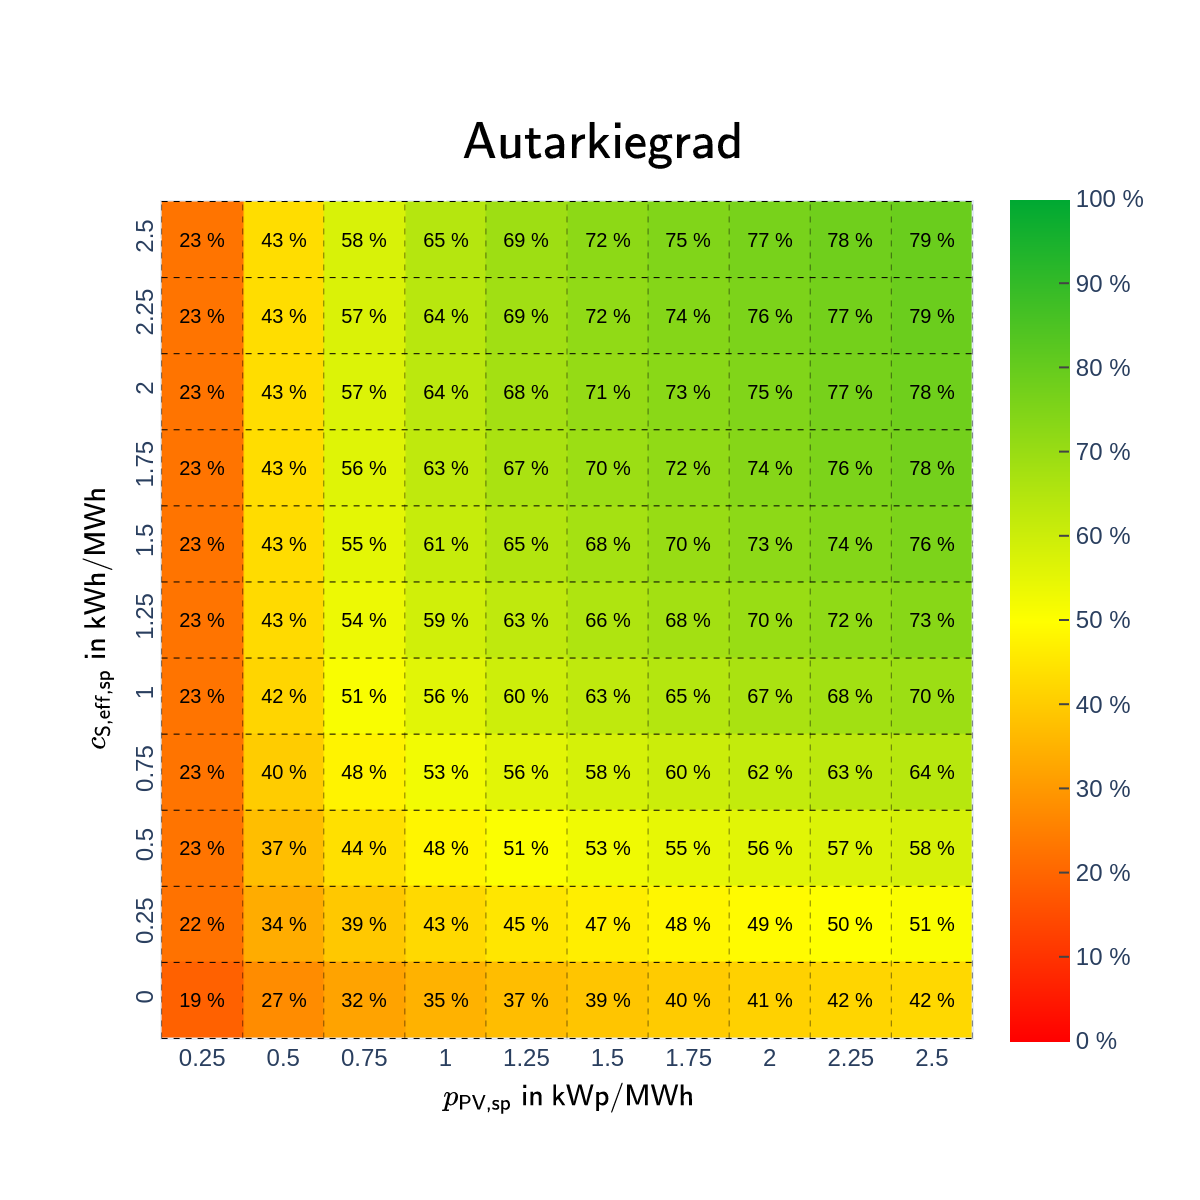 Autarkiegrad
2.5 23 % 43 % 58 % 65 % 69 % 72 % 75 % 77 % 78 % 79 %
2.25 23 % 43 % 57 % 64 % 69 % 72 % 74 % 76 % 77 % 79 %
2 23 % 43 % 57 % 64 % 68 % 71 % 73 % 75 % 77 % 78 %
1.75 23 % 43 % 56 % 63 % 67 % 70 % 72 % 74 % 76 % 78 %
1.5 23 % 43 % 55 % 61 % 65 % 68 % 70 % 73 % 74 % 76 %
1.25 23 % 43 % 54 % 59 % 63 % 66 % 68 % 70 % 72 % 73 %
1 23 % 42 % 51 % 56 % 60 % 63 % 65 % 67 % 68 % 70 %
0.75 23 % 40 % 48 % 53 % 56 % 58 % 60 % 62 % 63 % 64 %
0.5 23 % 37 % 44 % 48 % 51 % 53 % 55 % 56 % 57 % 58 %
0.25 22 % 34 % 39 % 43 % 45 % 47 % 48 % 49 % 50 % 51 %
0 19 % 27 % 32 % 35 % 37 % 39 % 40 % 41 % 42 % 42 %
0.25 0.5 0.75 1 1.25 1.5 1.75 2 2.25 2.5
p PV,sp in kWp/MWh
c S,eff,sp in kWh/MWh
100 %
90 %
80 %
70 %
60 %
50 %
40 %
30 %
20 %
10 %
0 %